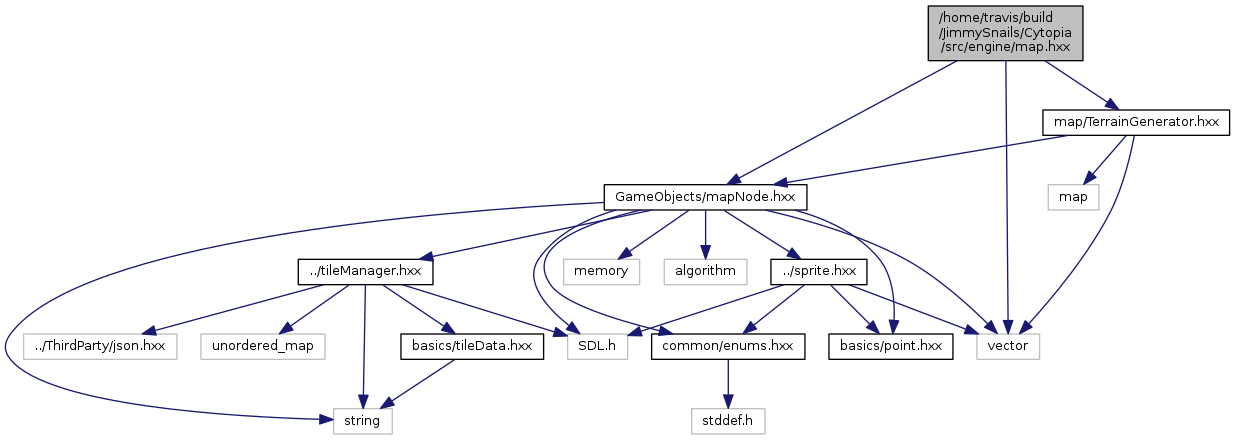 /home/travis/build
/JimmySnails/Cytopia
/src/engine/map.hxx
map/TerrainGenerator.hxx
GameObjects/mapNode.hxx
map
../tileManager.hxx
memory
algorithm
../sprite.hxx
../ThirdParty/json.hxx
unordered_map
basics/tileData.hxx
SDL.h
common/enums.hxx
basics/point.hxx
vector
string
stddef.h